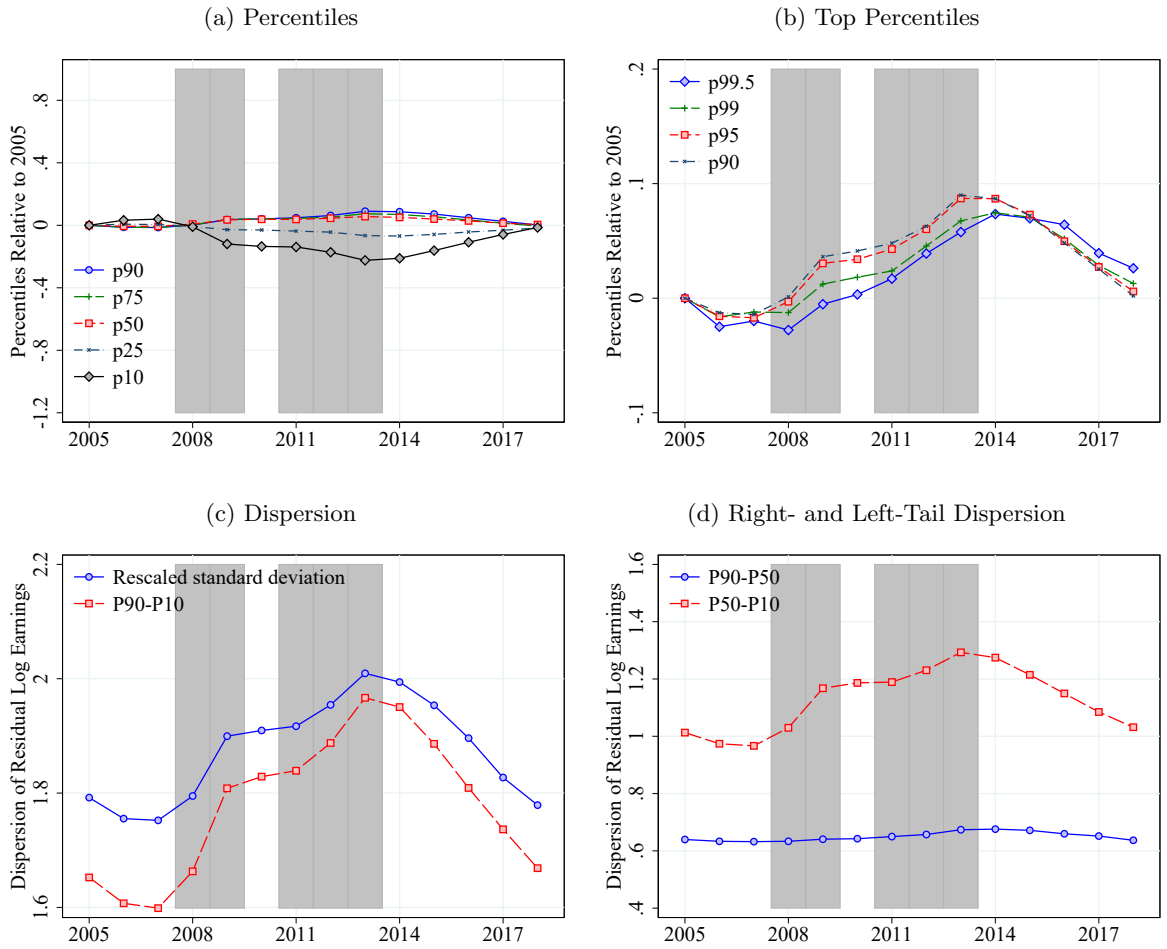 (a) Percentiles
Percentiles Relative to 2005
.8
.4
0
-.4
-.8
-1.2
p90
p75
p50
p25
p10
2005 2008 2011 2014 2017
(b) Top Percentiles
Percentiles Relative to 2005
.2
.1
0
-.1
p99.5
p99
p95
p90
2005 2008 2011 2014 2017
(c) Dispersion
Dispersion of Residual Log Earnings
2.2
2
1.8
1.6
Rescaled standard deviation
P90-P10
2005 2008 2011 2014 2017
(d) Right- and Left-Tail Dispersion
Dispersion of Residual Log Earnings
1.6
1.4
1.2
1
.8
.6
.4
P90-P50
P50-P10
2005 2008 2011 2014 2017